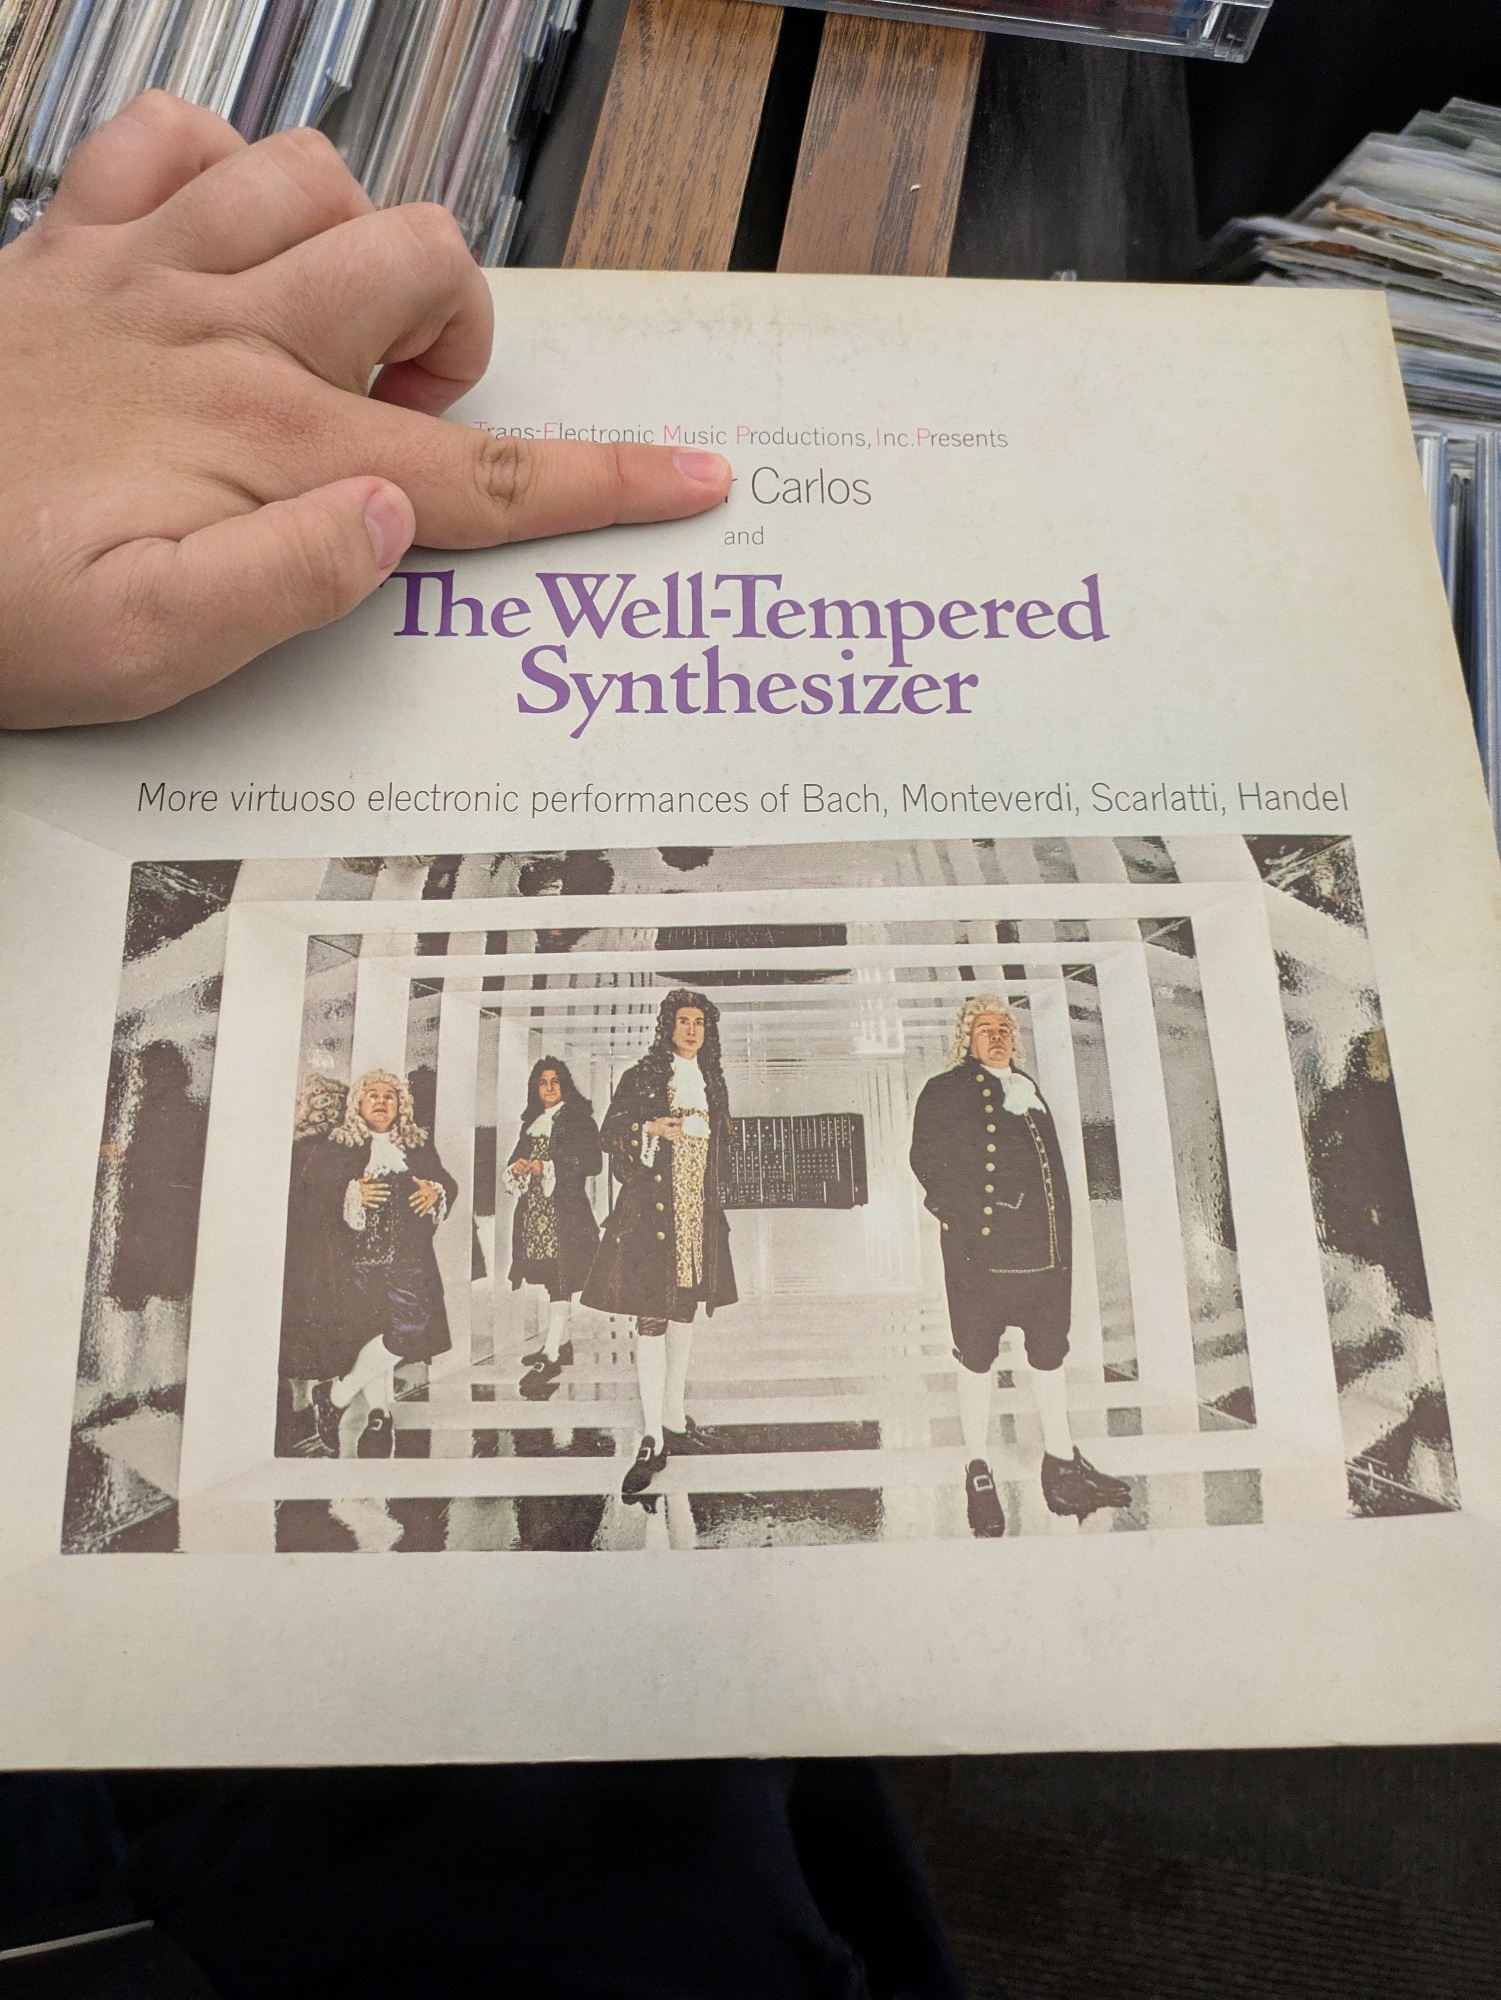 Trans-Electronic Music Productions, Inc. Presents
Carlos
and
The Well-Tempered
Synthesizer
More virtuoso electronic performances of Bach, Monteverdi, Scarlatti, Handel